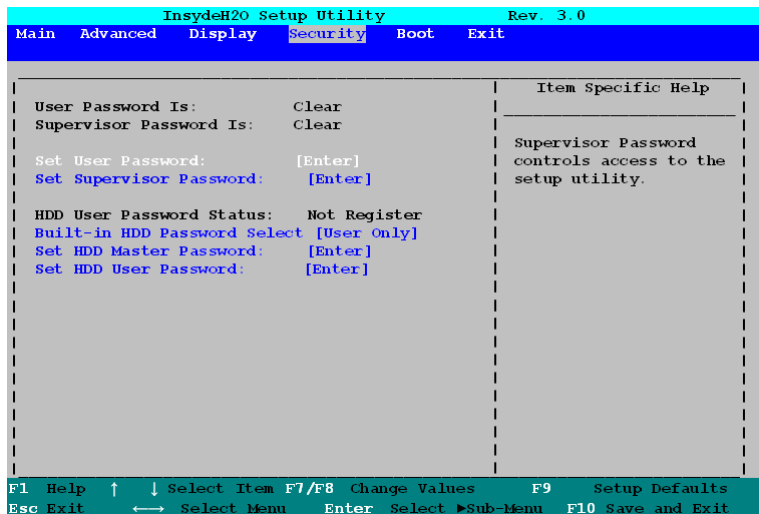 InsydeH2O Setup Utility Rev. 3.0
Main Advanced Display Security Boot Exit
Item Specific Help
User Password Is: Clear
Supervisor Password Is: Clear
Supervisor Password
Set User Password: [Enter] controls access to the
Set Supervisor Password: [Enter] setup utility.
HDD User Password Status: Not Register
Built-in HDD Password Select [User Only]
Set HDD Master Password: [Enter]
Set HDD User Password: [Enter]
F1 Help ↑ ↓ Select Item F7/F8 Change Values F9 Setup Defaults
Esc Exit ←→ Select Menu Enter Select ▶Sub-Menu F10 Save and Exit